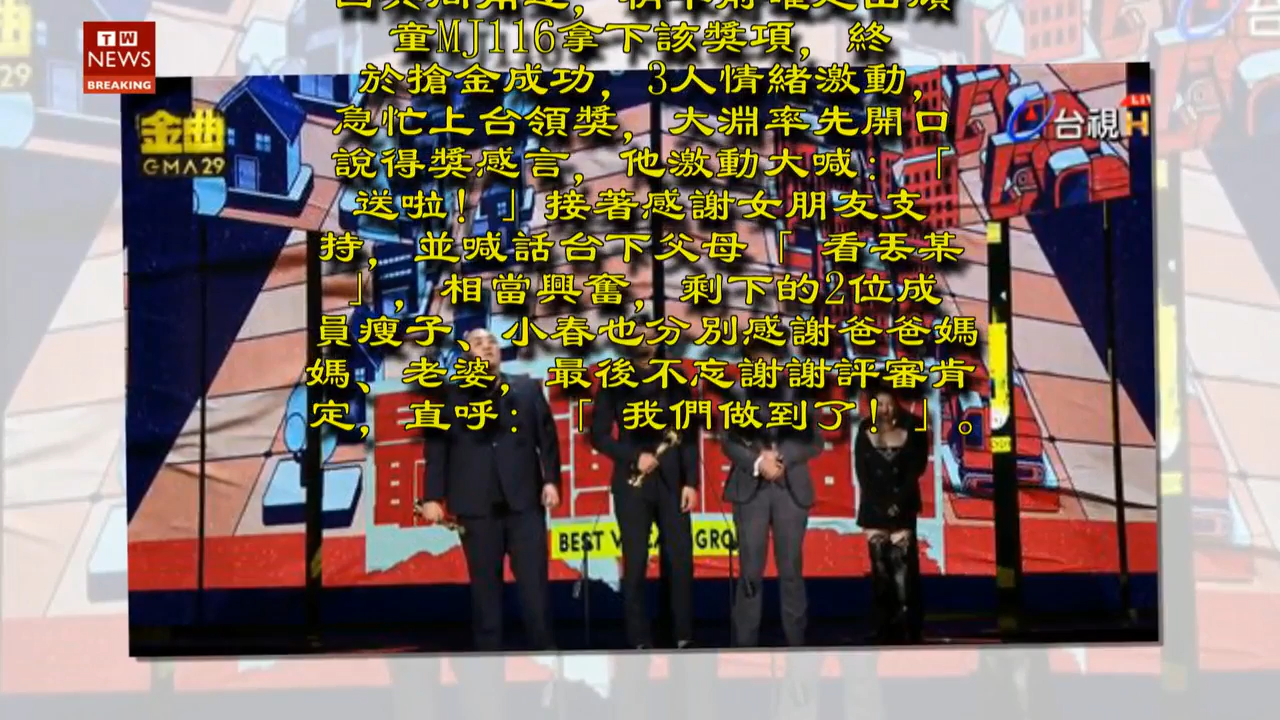 TW
NEWS
BREAKING
童MJ116拿下該獎項，終
於搶金成功，3人情緒激動，
急忙上台領獎，大淵率先開口
說得獎感言，他激動大喊：「
送啦！」接著感謝女朋友支
持，並喊話台下父母「看丟某
」，相當興奮，剩下的2位成
員瘦子、小春也分別感謝爸爸媽
媽、老婆，最後不忘謝謝評審肯
定，直呼：「我們做到了！」。
金曲
GMA29
台視H
BEST